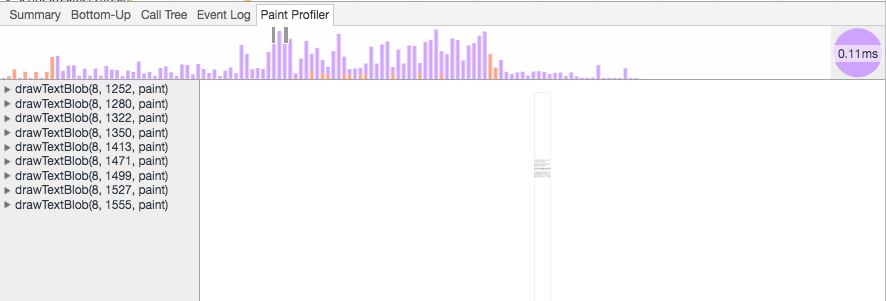 Summary Bottom-Up Call Tree Event Log Paint Profiler
0.11ms
drawTextBlob(8, 1252, paint)
drawTextBlob(8, 1280, paint)
drawTextBlob(8, 1322, paint)
drawTextBlob(8, 1350, paint)
drawTextBlob(8, 1413, paint)
drawTextBlob(8, 1471, paint)
drawTextBlob(8, 1499, paint)
drawTextBlob(8, 1527, paint)
drawTextBlob(8, 1555, paint)